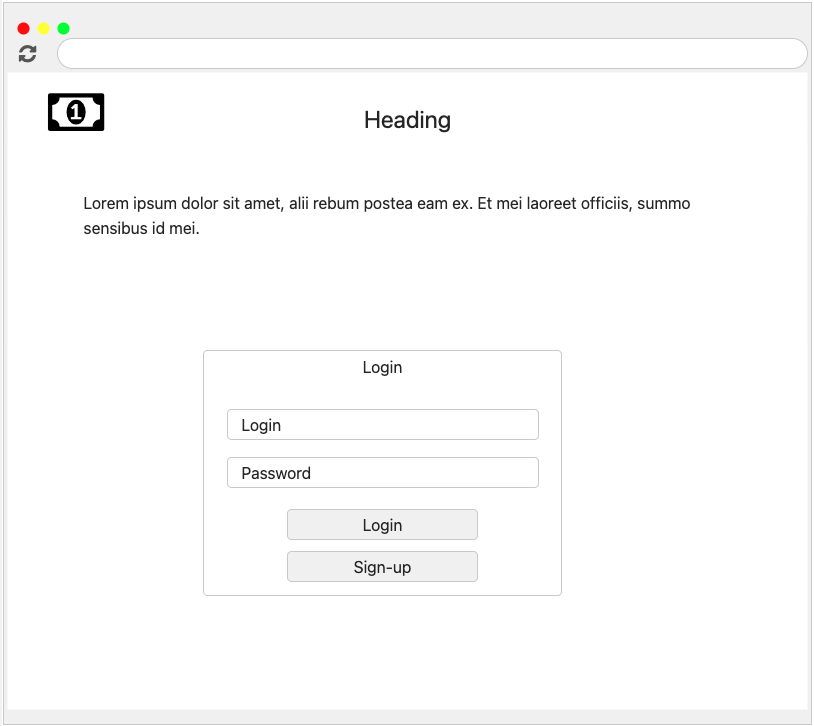 1
Heading
Lorem ipsum dolor sit amet, alii rebum postea eam ex. Et mei laoreet officiis, summo
sensibus id mei.
Login
Login
Password
Login
Sign-up